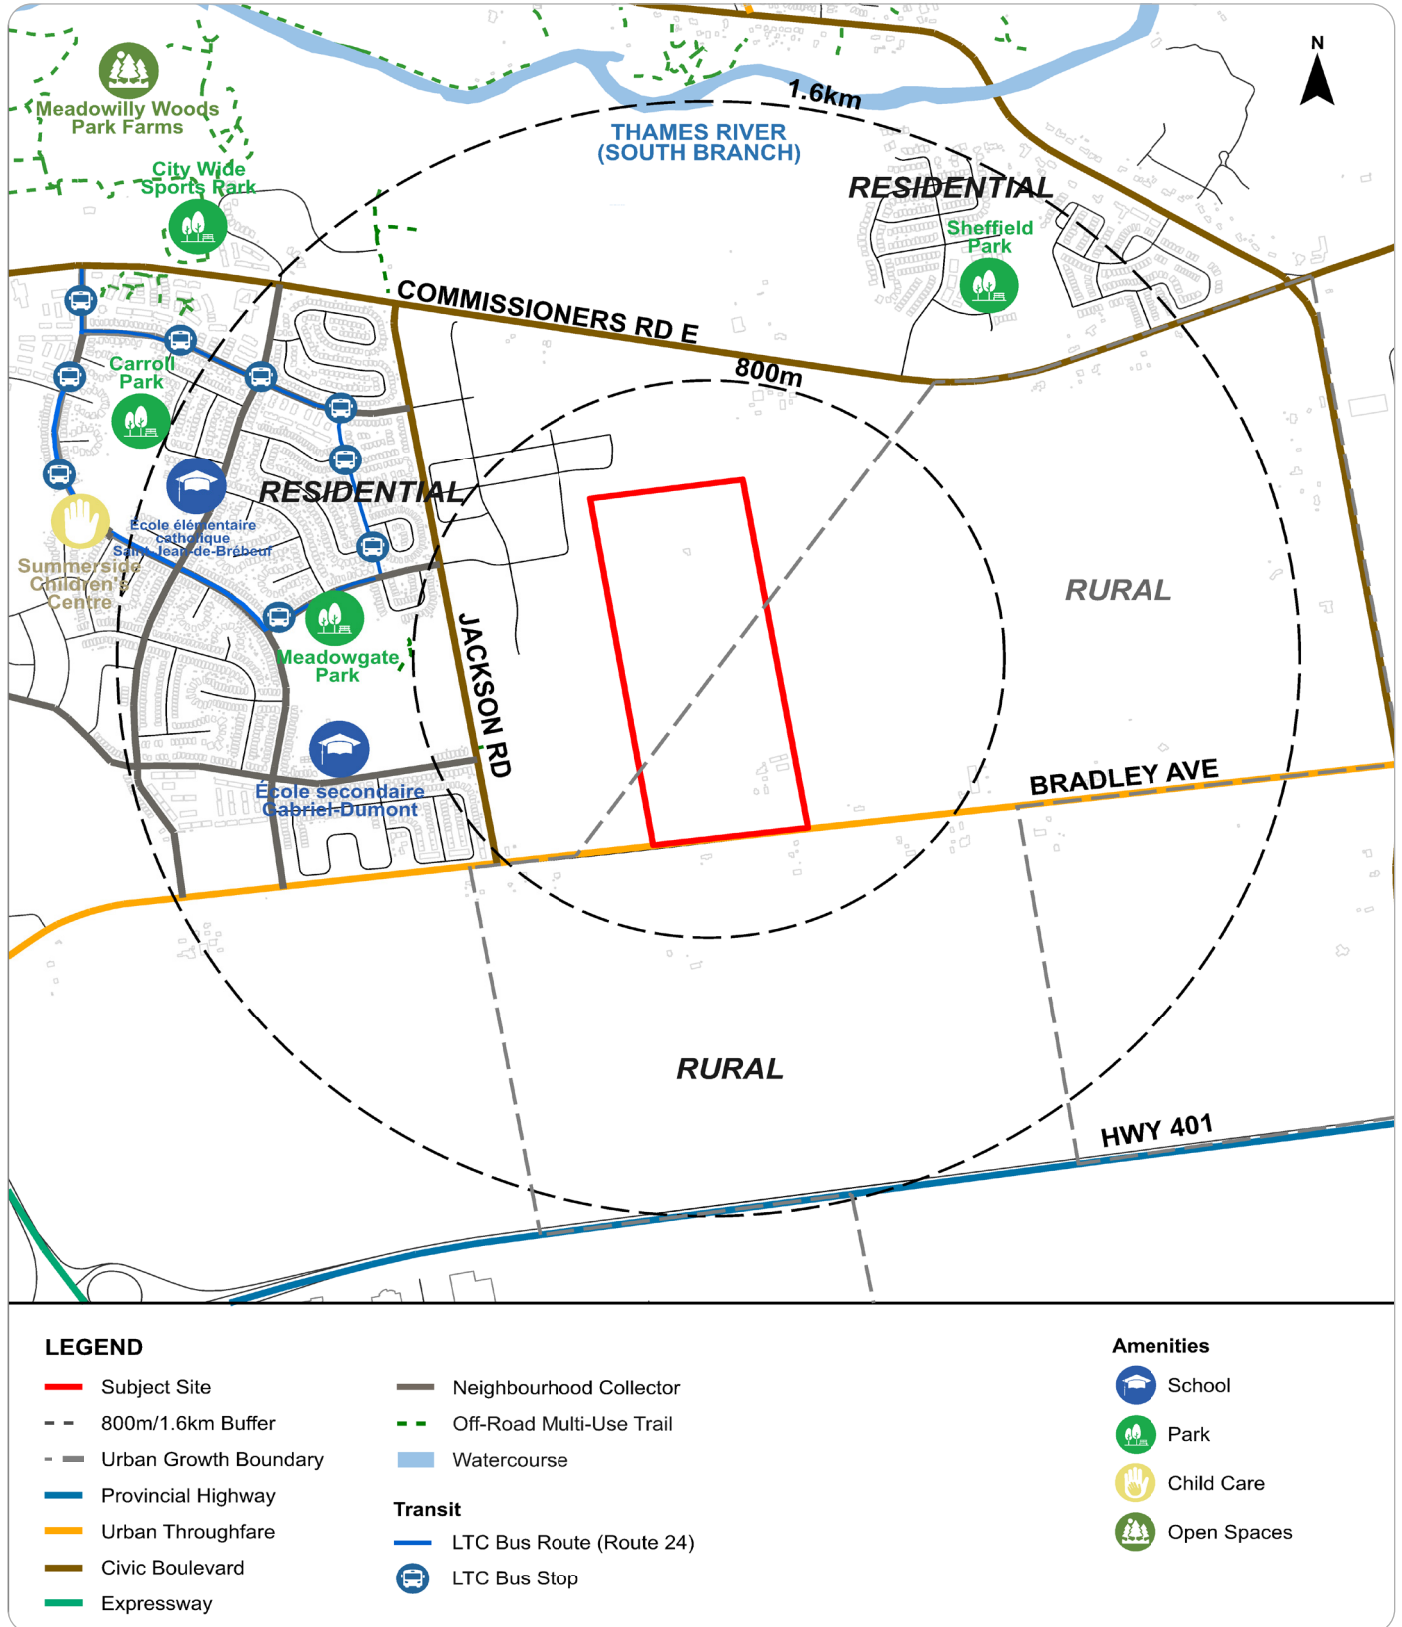 N
1.6km
Meadowilly Woods
Park Farms
THAMES RIVER
(SOUTH BRANCH)
City Wide
Sports Park
RESIDENTIAL
Sheffield
Park
COMMISSIONERS RD E
800m
Carroll
Park
RESIDENTIAL
École élémentaire
catholique
Saint-Jean-de-Brébeuf
Summerside
Children's
Centre
RURAL
JACKSON RD
Meadowgate
Park
BRADLEY AVE
École secondaire
Gabriel-Dumont
RURAL
HWY 401
LEGEND
Subject Site
800m/1.6km Buffer
Urban Growth Boundary
Provincial Highway
Urban Throughfare
Civic Boulevard
Expressway
Neighbourhood Collector
Off-Road Multi-Use Trail
Watercourse
Transit
LTC Bus Route (Route 24)
LTC Bus Stop
Amenities
School
Park
Child Care
Open Spaces